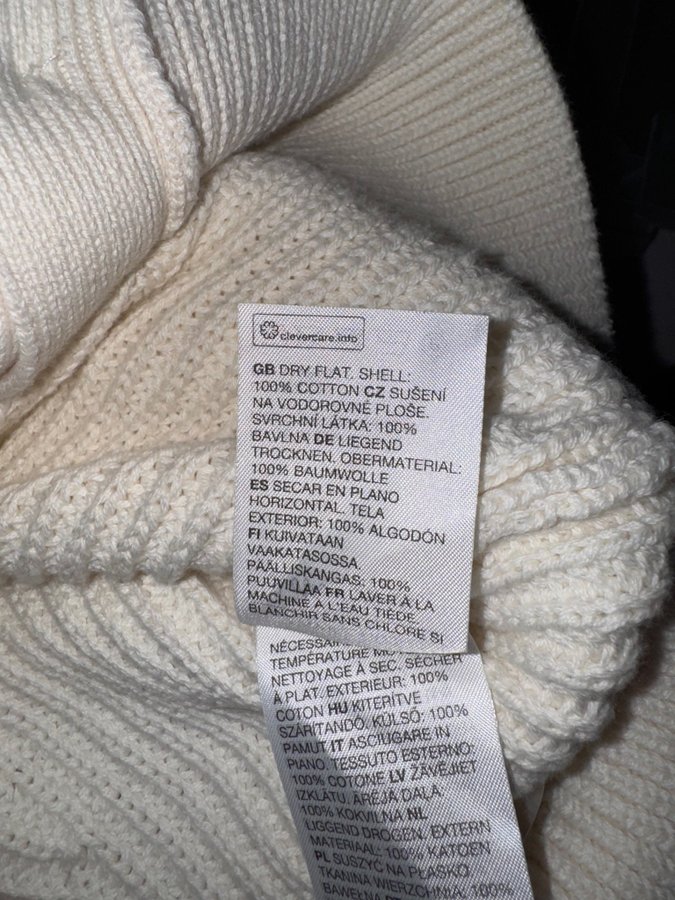 clevercare.info
GB DRY FLAT. SHELL:
100% COTTON CZ SUŠENÍ
NA VODOROVNÉ PLOŠE.
SVRCHNÍ LÁTKA: 100%
BAVLNA DE LIEGEND
TROCKNEN. OBERMATERIAL:
100% BAUMWOLLE
ES SECAR EN PLANO
HORIZONTAL. TELA
EXTERIOR: 100% ALGODÓN
FI KUIVATAAN
VAAKATASOSSA.
PÄÄLLISKANGAS: 100%
PUUVILLAA FR LAVER À LA
MACHINE À L'EAU TIÈDE
BLANCHIR SANS CHLORE SI
TEMPÉRATURE
NETTOYAGE À SEC. SÉCHER
À PLAT. EXTERIEUR: 100%
COTON HU KITERÍTVE
SZÁRÍTANDÓ. KÜLSŐ: 100%
PAMUT IT ASCIUGARE IN
PIANO. TESSUTO ESTERNO:
100% COTONE LV ŽĀVĒJIET
IZKLĀTU. ĀRĒJĀ DAĻA:
100% KOKVILNA NL
LIGGEND DROGEN. EXTERN
MATERIAAL: 100% KATOEN
PL SUSZYĆ NA PŁASKO.
TKANINA WIERZCHNIA: 100%
BAWEŁNA